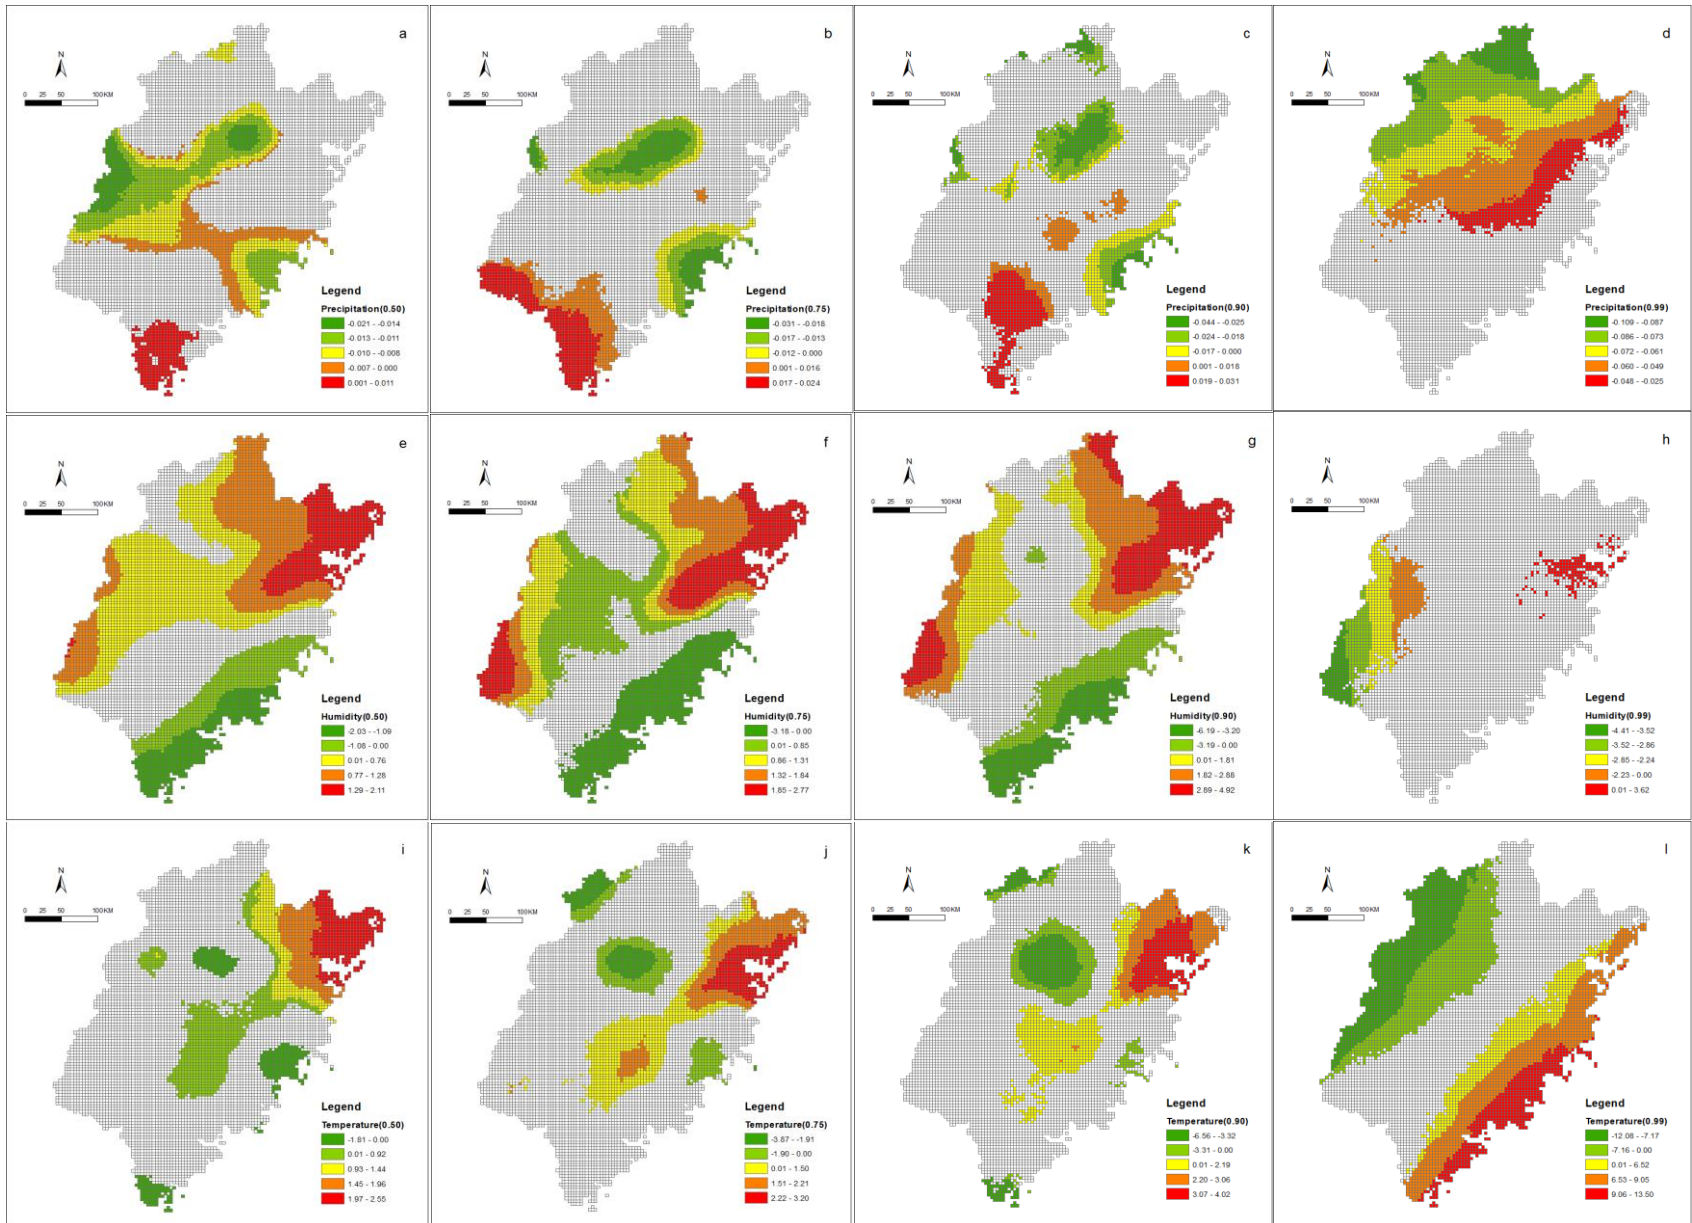 a
N
0 25 50 100KM
Legend
Precipitation(0.50)
-0.021 - -0.014
-0.013 - -0.011
-0.010 - -0.008
-0.007 - 0.000
0.001 - 0.011
b
N
0 25 50 100KM
Legend
Precipitation(0.75)
-0.031 - -0.018
-0.017 - -0.013
-0.012 - 0.000
0.001 - 0.016
0.017 - 0.024
c
N
0 25 50 100KM
Legend
Precipitation(0.90)
-0.044 - -0.025
-0.024 - -0.018
-0.017 - 0.000
0.001 - 0.018
0.019 - 0.031
d
N
0 25 50 100KM
Legend
Precipitation(0.99)
-0.109 - -0.087
-0.086 - -0.073
-0.072 - -0.061
-0.060 - -0.049
-0.048 - -0.025
e
N
0 25 50 100KM
Legend
Humidity(0.50)
-2.03 - -1.09
-1.08 - 0.00
0.01 - 0.76
0.77 - 1.28
1.29 - 2.11
f
N
0 25 50 100KM
Legend
Humidity(0.75)
-3.18 - 0.00
0.01 - 0.85
0.86 - 1.31
1.32 - 1.84
1.85 - 2.77
g
N
0 25 50 100KM
Legend
Humidity(0.90)
-6.19 - -3.20
-3.19 - 0.00
0.01 - 1.81
1.82 - 2.88
2.89 - 4.92
h
N
0 25 50 100KM
Legend
Humidity(0.99)
-4.41 - -3.52
-3.52 - -2.86
-2.85 - -2.24
-2.23 - 0.00
0.01 - 3.62
i
N
0 25 50 100KM
Legend
Temperature(0.50)
-1.81 - 0.00
0.01 - 0.92
0.93 - 1.44
1.45 - 1.96
1.97 - 2.55
j
N
0 25 50 100KM
Legend
Temperature(0.75)
-3.87 - -1.91
-1.90 - 0.00
0.01 - 1.50
1.51 - 2.21
2.22 - 3.20
k
N
0 25 50 100KM
Legend
Temperature(0.90)
-6.56 - -3.32
-3.31 - 0.00
0.01 - 2.19
2.20 - 3.06
3.07 - 4.02
l
N
0 25 50 100KM
Legend
Temperature(0.99)
-12.08 - -7.17
-7.16 - 0.00
0.01 - 6.52
6.53 - 9.05
9.06 - 13.50